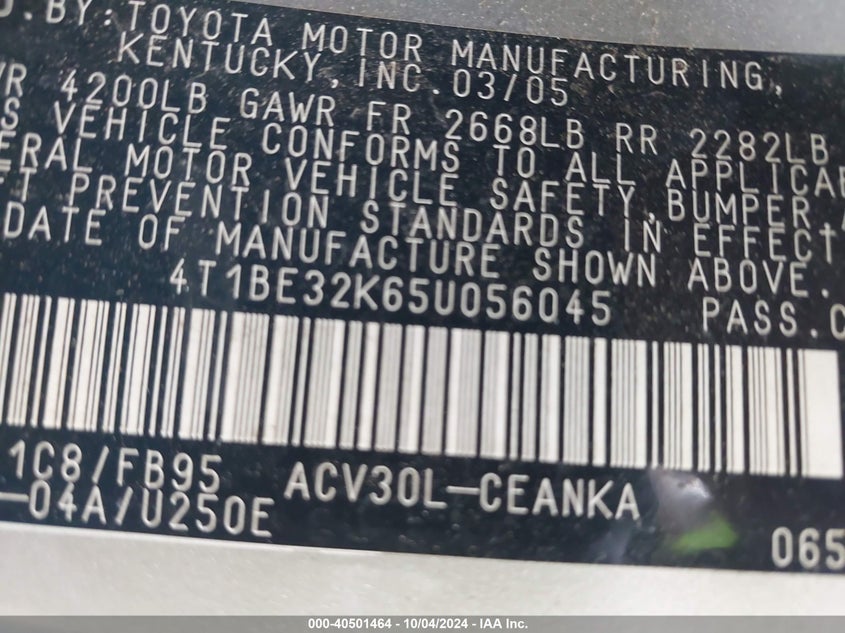 BY: TOYOTA MOTOR MANUFACTURING,
KENTUCKY, INC. 03/05
4200LB GAWR FR 2668LB RR 2282LB
VEHICLE CONFORMS TO ALL
MOTOR VEHICLE SAFETY, BUMPER
PREVENTION STANDARDS IN EFFECT
DATE OF MANUFACTURE SHOWN ABOVE.
4T1BE32K65U056045 PASS.
1C8/FB95 ACV30L-CEANKA
-04A/U250E 065
000-40501464 - 10/04/2024 - IAA Inc.